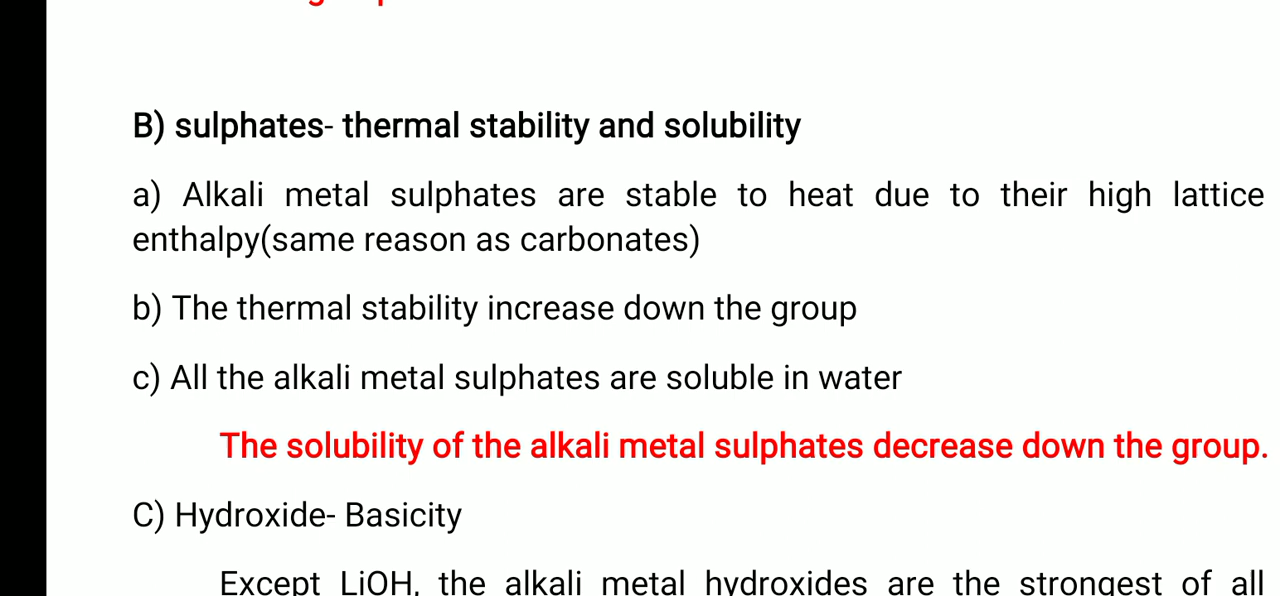 B) sulphates- thermal stability and solubility
a) Alkali metal sulphates are stable to heat due to their high lattice
enthalpy(same reason as carbonates)
b) The thermal stability increase down the group
c) All the alkali metal sulphates are soluble in water
The solubility of the alkali metal sulphates decrease down the group.
C) Hydroxide- Basicity
Except LiOH, the alkali metal hydroxides are the strongest of all